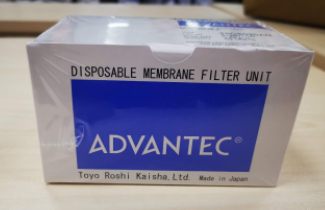 DISPOSABLE MEMBRANE FILTER UNIT
ADVANTEC®
Toyo Roshi Kaisha, Ltd. Made in Japan